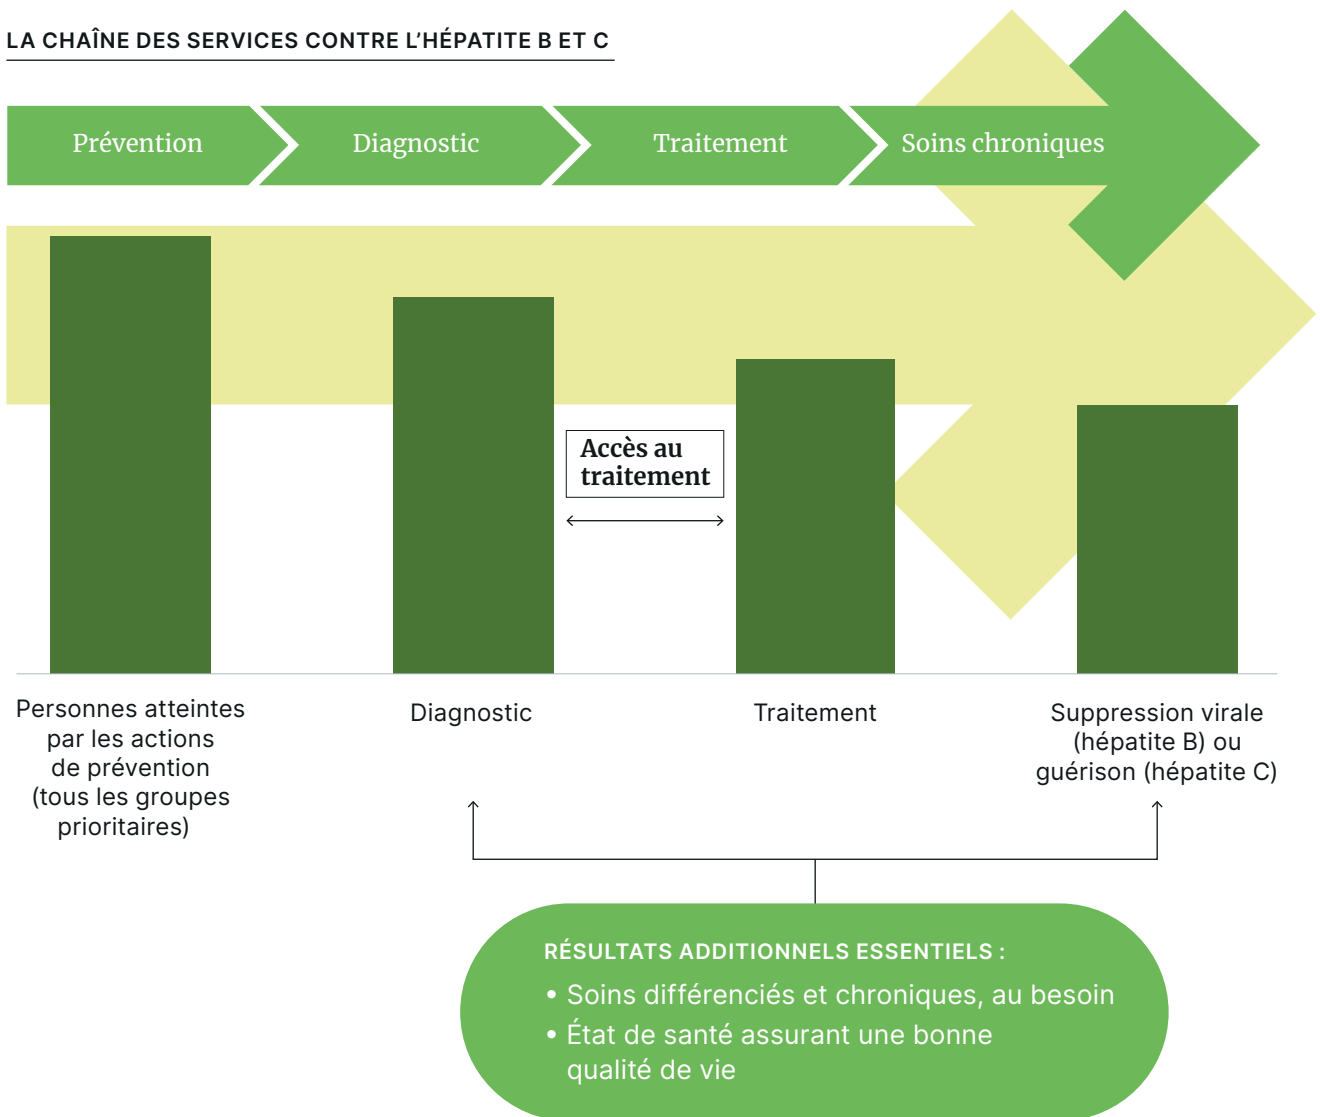 LA CHAÎNE DES SERVICES CONTRE L’HÉPATITE B ET C
Prévention
Diagnostic
Traitement
Soins chroniques
Accès au
traitement
Personnes atteintes
par les actions
de prévention
(tous les groupes
prioritaires)
Diagnostic
Traitement
Suppression virale
(hépatite B) ou
guérison (hépatite C)
RÉSULTATS ADDITIONNELS ESSENTIELS :
• Soins différenciés et chroniques, au besoin
• État de santé assurant une bonne
qualité de vie